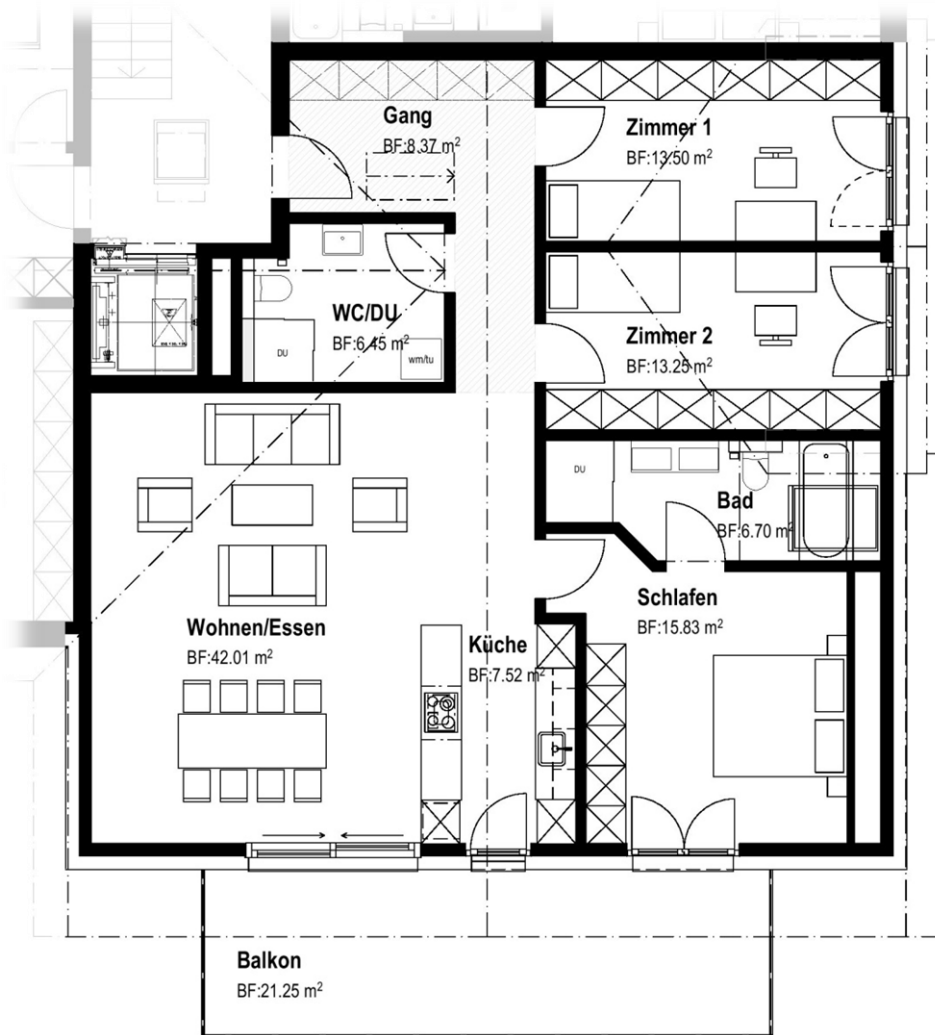 Gang
BF:8.37 m²
Zimmer 1
BF:13.50 m²
WC/DU
BF:6.45 m²
DU
wm/tu
Zimmer 2
BF:13.25 m²
DU
Bad
BF:6.70 m²
Schlafen
BF:15.83 m²
Wohnen/Essen
BF:42.01 m²
Küche
BF:7.52 m²
Balkon
BF:21.25 m²